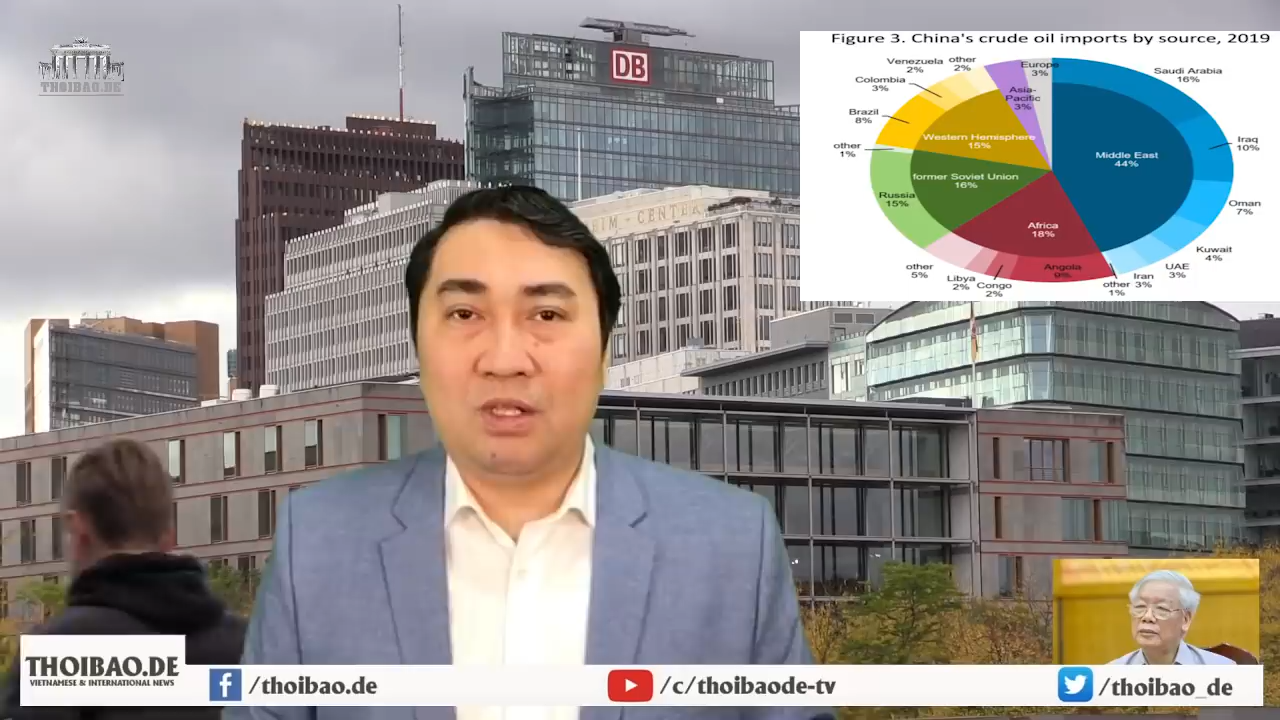 Figure 3. China's crude oil imports by source, 2019
Venezuela
2%
other
2%
Europe
3%
Saudi Arabia
16%
Colombia
3%
Asia-
Pacific
3%
Brazil
8%
Western Hemisphere
15%
Iraq
10%
other
1%
Middle East
44%
former Soviet Union
16%
Russia
15%
Oman
7%
Africa
18%
Kuwait
4%
other
5%
Libya
2%
Congo
2%
Angola
9%
other
1%
Iran
3%
UAE
3%
THOIBAO.DE
DB
IM-CENTER
THOIBAO.DE
VIETNAMESE & INTERNATIONAL NEWS
/thoibao.de
/c/thoibaode-tv
/thoibao_de